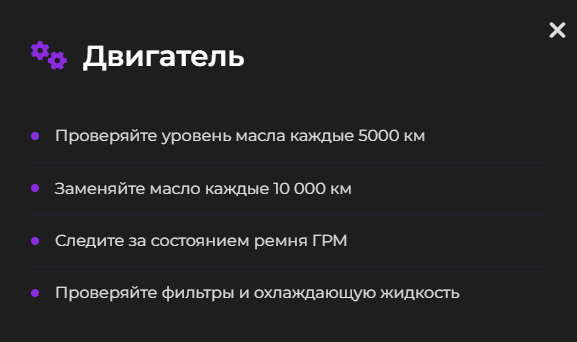 Двигатель
Проверяйте уровень масла каждые 5000 км
Заменяйте масло каждые 10 000 км
Следите за состоянием ремня ГРМ
Проверяйте фильтры и охлаждающую жидкость